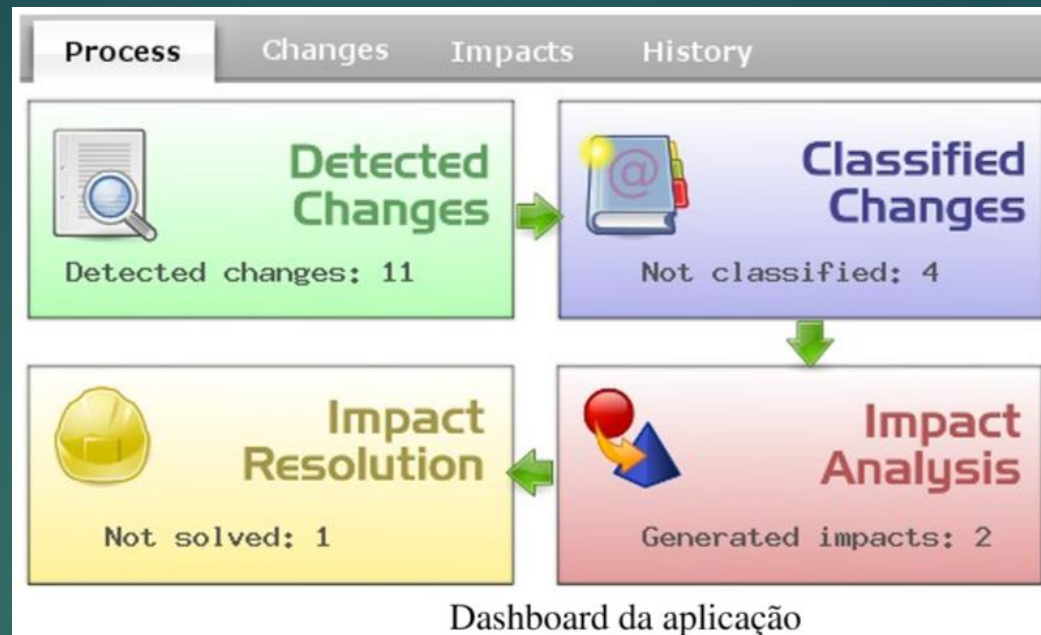 Process Changes Impacts History
Detected
Changes
Detected changes: 11
@
Classified
Changes
Not classified: 4
Impact
Resolution
Not solved: 1
Impact
Analysis
Generated impacts: 2
Dashboard da aplicação